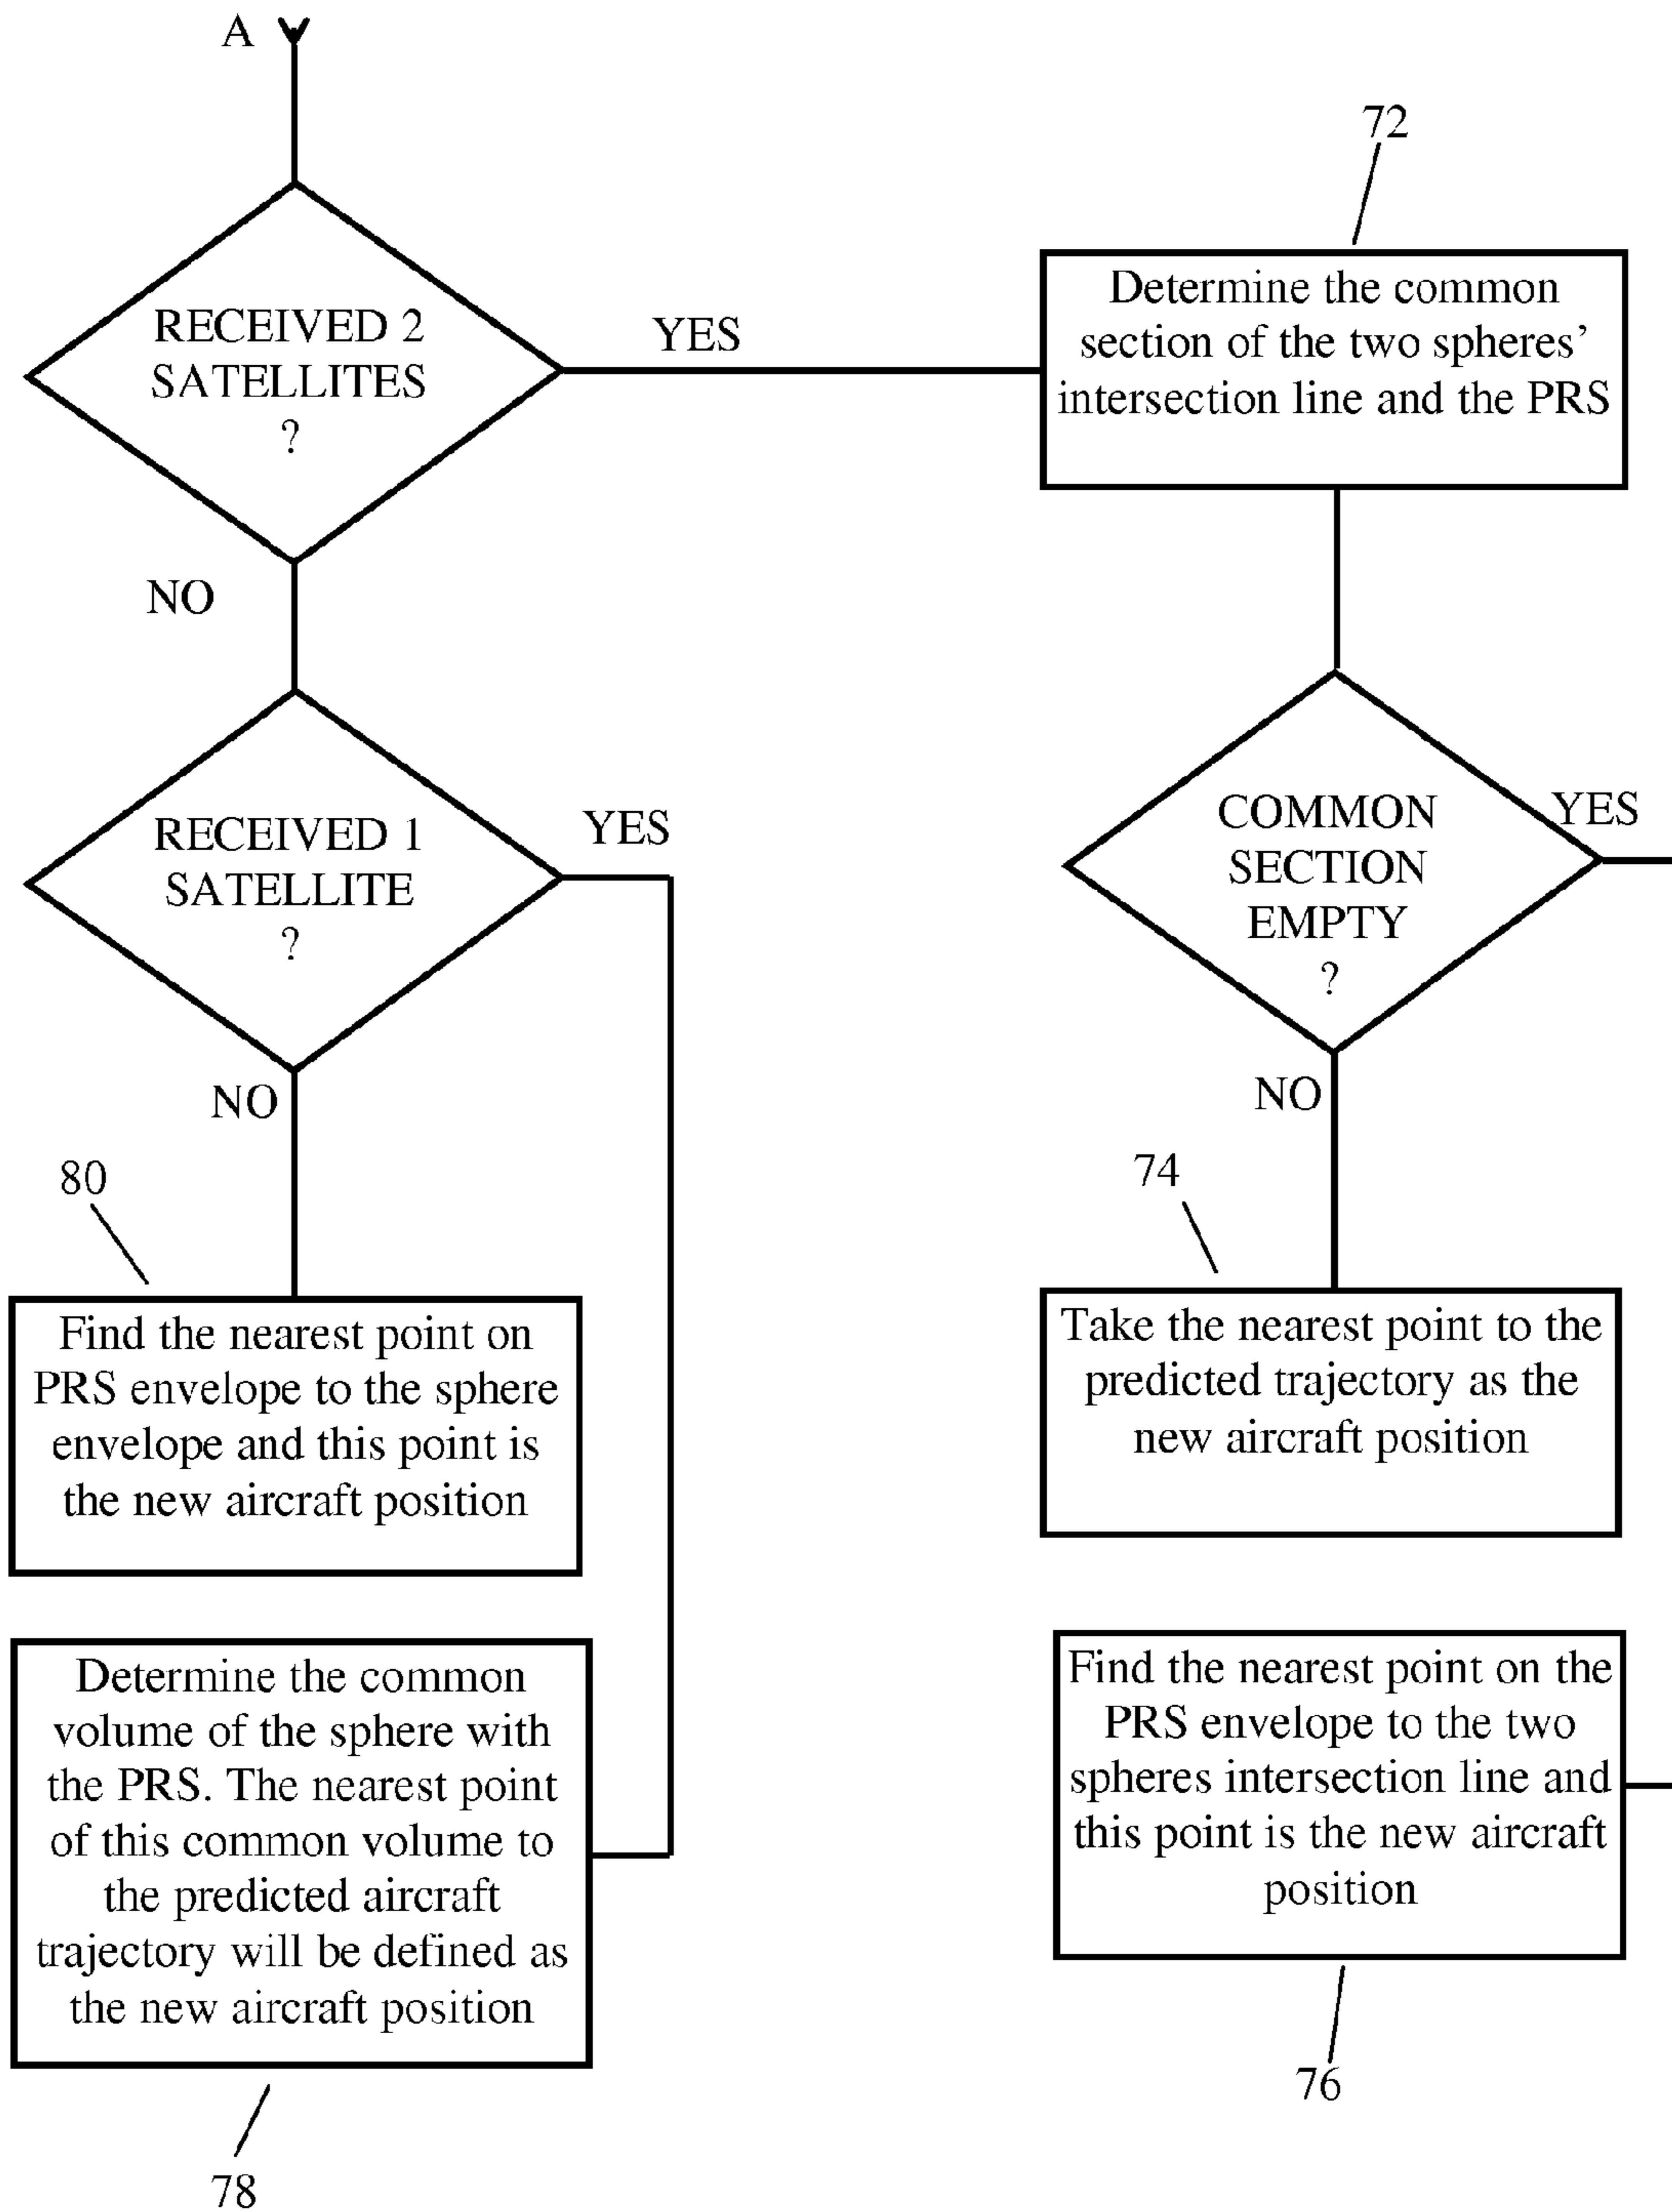 A
RECEIVED 2
SATELLITES
?
YES
NO
72
Determine the common
section of the two spheres’
intersection line and the PRS
RECEIVED 1
SATELLITE
?
YES
NO
COMMON
SECTION
EMPTY
?
YES
NO
80
Find the nearest point on
PRS envelope to the sphere
envelope and this point is
the new aircraft position
74
Take the nearest point to the
predicted trajectory as the
new aircraft position
Determine the common
volume of the sphere with
the PRS. The nearest point
of this common volume to
the predicted aircraft
trajectory will be defined as
the new aircraft position
78
Find the nearest point on the
PRS envelope to the two
spheres intersection line and
this point is the new aircraft
position
76